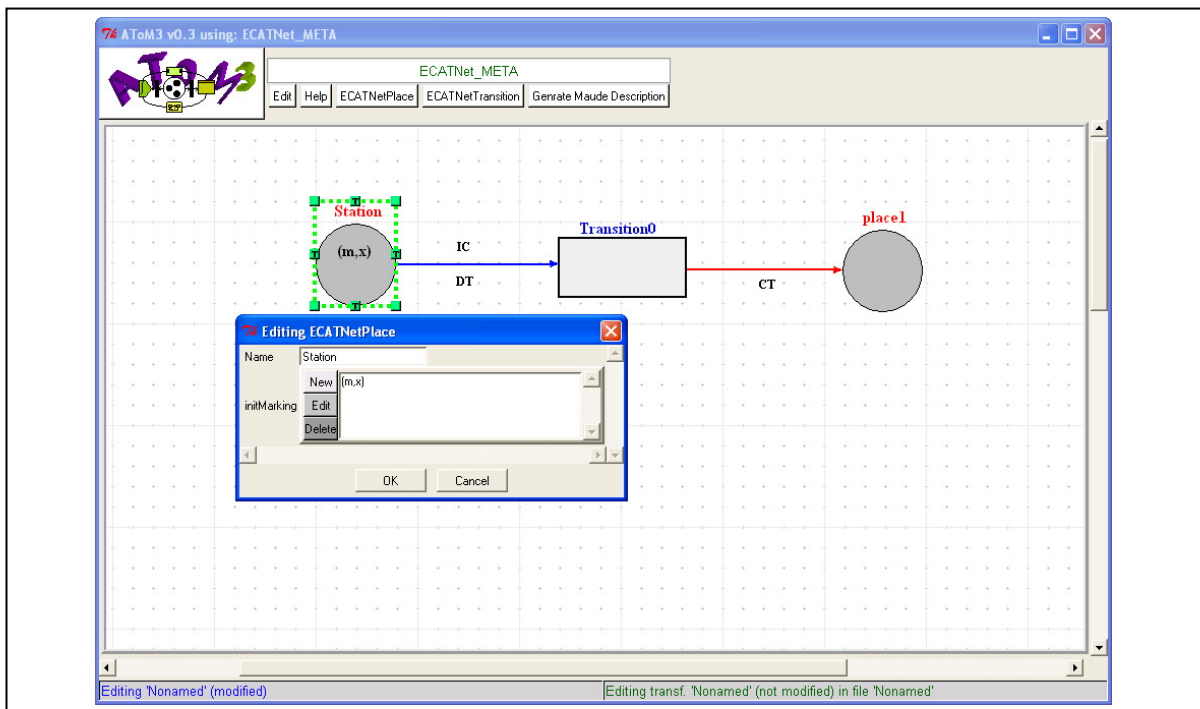 AToM3 v0.3 using: ECATNet_META
AToM3
ECATNet_META
Edit Help ECATNetPlace ECATNetTransition Genrate Maude Description
Station
(m,x)
IC
DT
Transition0
CT
place1
Editing ECATNetPlace
Name Station
initMarking
New (m,x)
Edit
Delete
OK Cancel
Editing 'Nonamed' (modified)
Editing transf. 'Nonamed' (not modified) in file 'Nonamed'